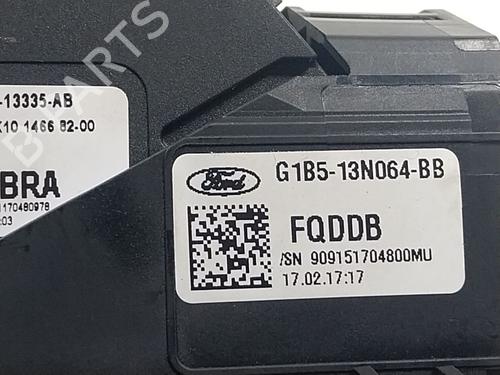 -13335-AB
K10 1466 82-00
BRA
170480978
:03
Ford
G1B5-13N064-BB
FQDDB
/SN 909151704800MU
17.02.17:17
PARTS